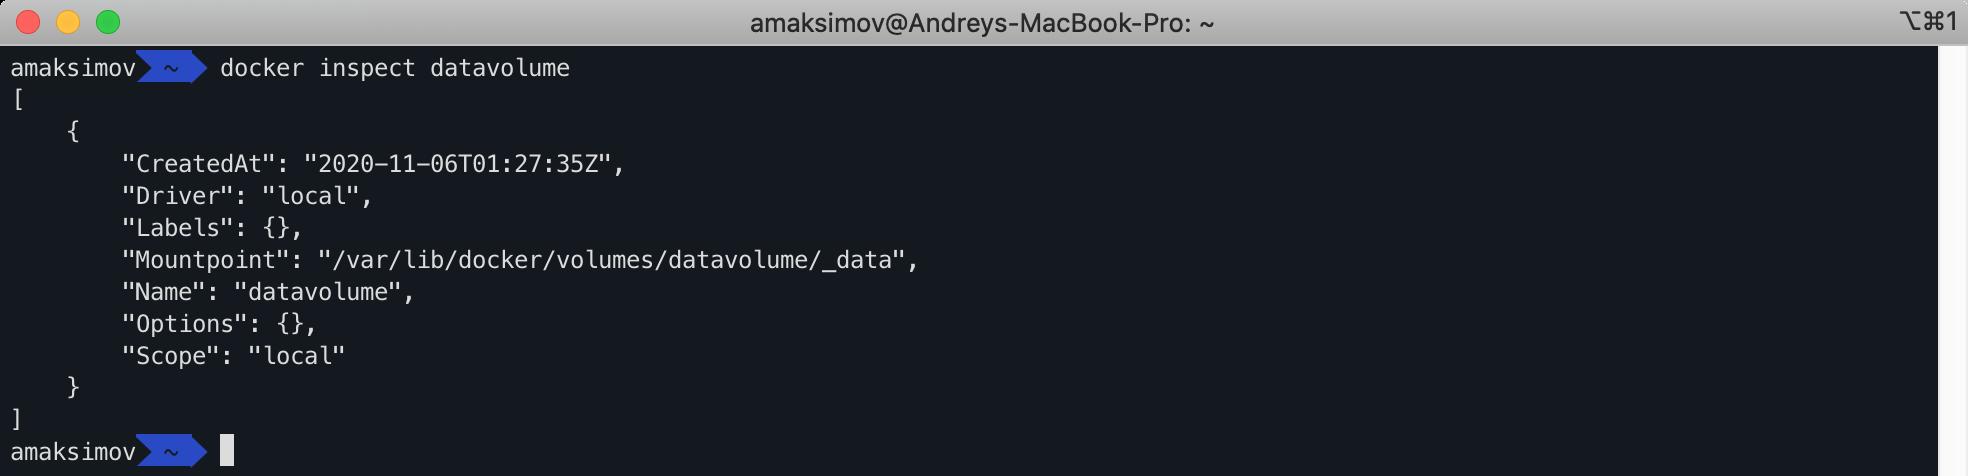 amaksimov@Andreys-MacBook-Pro: ~
⌥⌘1
amaksimov ~ docker inspect datavolume
[
    {
        "CreatedAt": "2020-11-06T01:27:35Z",
        "Driver": "local",
        "Labels": {},
        "Mountpoint": "/var/lib/docker/volumes/datavolume/_data",
        "Name": "datavolume",
        "Options": {},
        "Scope": "local"
    }
]
amaksimov ~